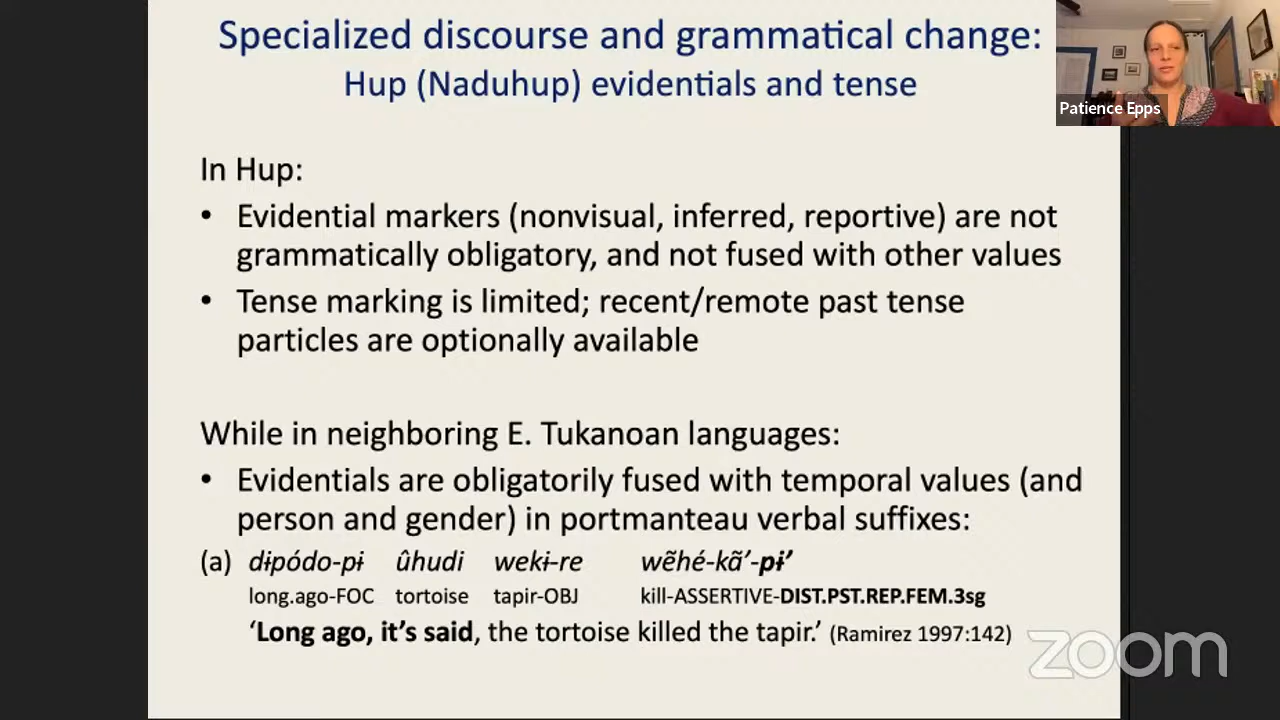 Specialized discourse and grammatical change:
Hup (Naduhup) evidentials and tense
Patience Epps
In Hup:
• Evidential markers (nonvisual, inferred, reportive) are not
grammatically obligatory, and not fused with other values
• Tense marking is limited; recent/remote past tense
particles are optionally available
While in neighboring E. Tukanoan languages:
• Evidentials are obligatorily fused with temporal values (and
person and gender) in portmanteau verbal suffixes:
(a) dɨpódo-pɨ ûhudi wekɨ-re wẽhé-kã’-pɨ’
long.ago-FOC tortoise tapir-OBJ kill-ASSERTIVE-DIST.PST.REP.FEM.3sg
‘Long ago, it’s said, the tortoise killed the tapir.’ (Ramirez 1997:142)
zoom